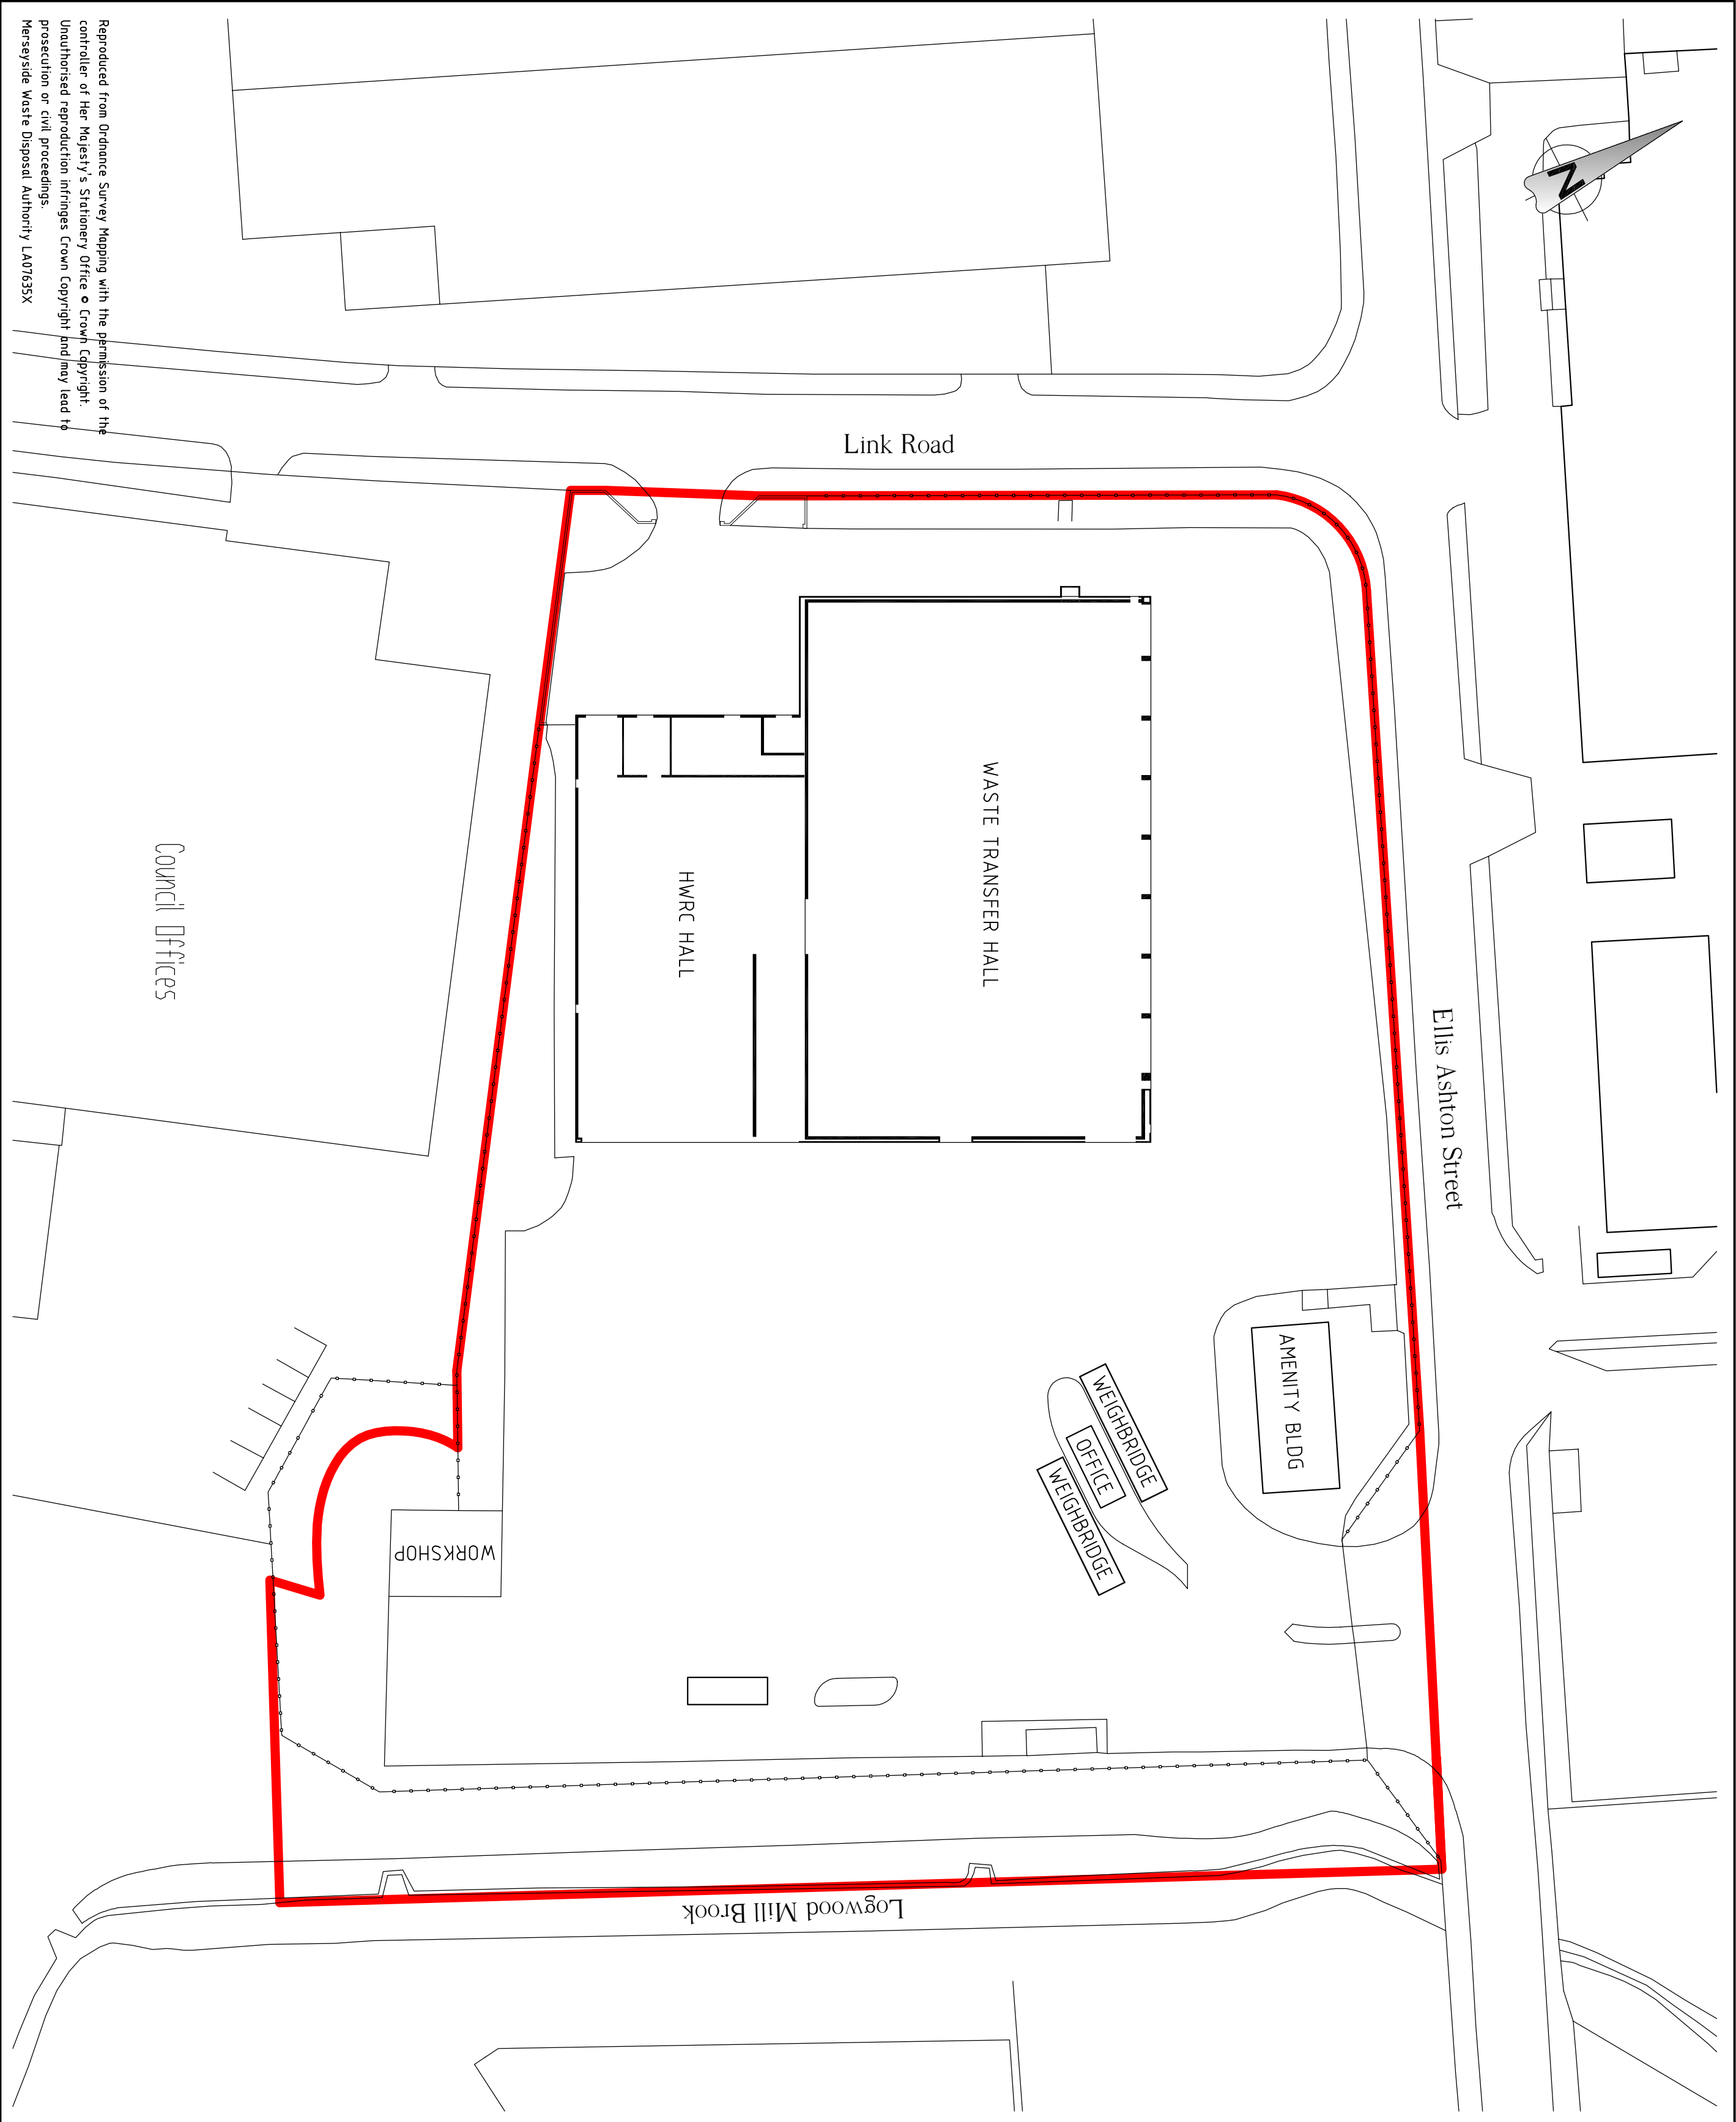 Reproduced from Ordnance Survey Mapping with the permission of the
controller of Her Majesty's Stationery Office © Crown Copyright.
Unauthorised reproduction infringes Crown Copyright and may lead to
prosecution or civil proceedings.
Merseyside Waste Disposal Authority LA07635X
N
Link Road
WASTE TRANSFER HALL
HWRC HALL
Council Offices
Ellis Ashton Street
AMENITY BLDG
WEIGHBRIDGE
OFFICE
WEIGHBRIDGE
WORKSHOP
Logwood Mill Brook